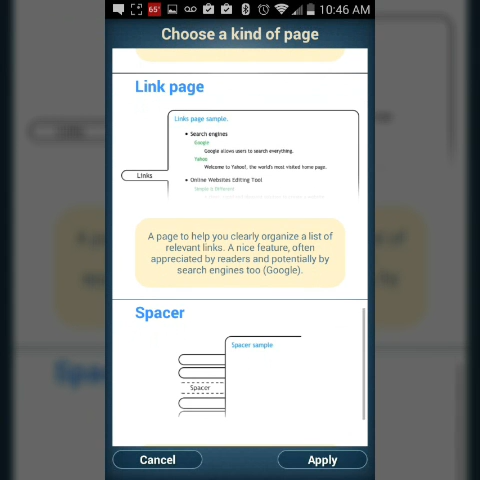 65°
10:46 AM
Choose a kind of page
Link page
Links page sample.
Search engines
Google
Google allows users to search everything.
Yahoo
Welcome to Yahoo!, the world's most visited home page.
Links
Online Websites Editing Tool
Simple & Different
A page to help you clearly organize a list of
relevant links. A nice feature, often
appreciated by readers and potentially by
search engines too (Google).
Spacer
Spacer sample
Spacer
Cancel
Apply